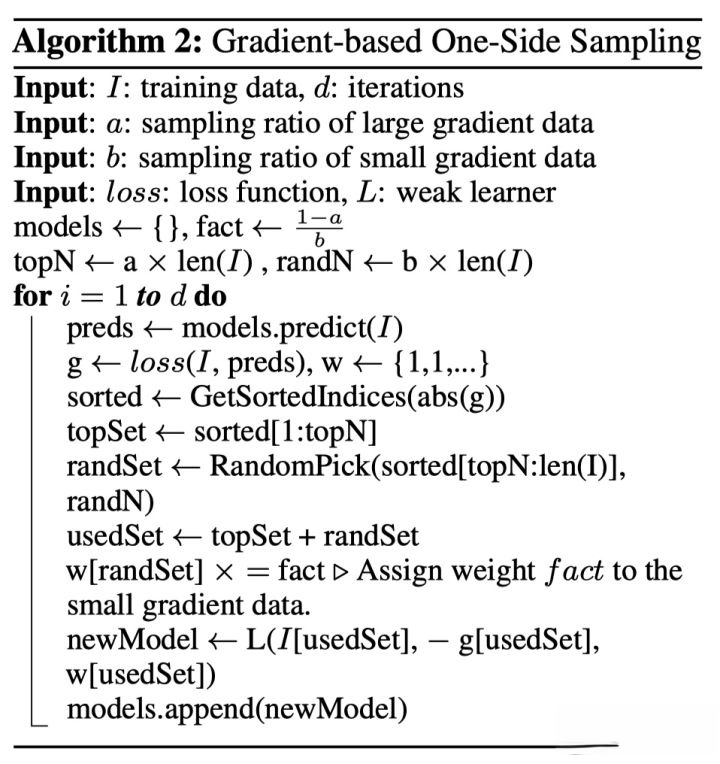 Algorithm 2: Gradient-based One-Side Sampling
Input: I: training data, d: iterations
Input: a: sampling ratio of large gradient data
Input: b: sampling ratio of small gradient data
Input: loss: loss function, L: weak learner
models ← {}, fact ← (1−a)/b
topN ← a × len(I) , randN ← b × len(I)
for i = 1 to d do
preds ← models.predict(I)
g ← loss(I, preds), w ← {1,1,...}
sorted ← GetSortedIndices(abs(g))
topSet ← sorted[1:topN]
randSet ← RandomPick(sorted[topN:len(I)],
randN)
usedSet ← topSet + randSet
w[randSet] × = fact ▷ Assign weight fact to the
small gradient data.
newModel ← L(I[usedSet], − g[usedSet],
w[usedSet])
models.append(newModel)